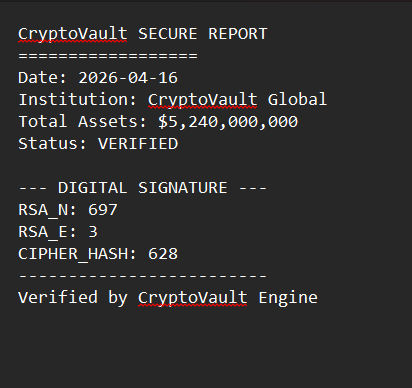 CryptoVault SECURE REPORT
==================
Date: 2026-04-16
Institution: CryptoVault Global
Total Assets: $5,240,000,000
Status: VERIFIED
--- DIGITAL SIGNATURE ---
RSA_N: 697
RSA_E: 3
CIPHER_HASH: 628
-------------------------
Verified by CryptoVault Engine